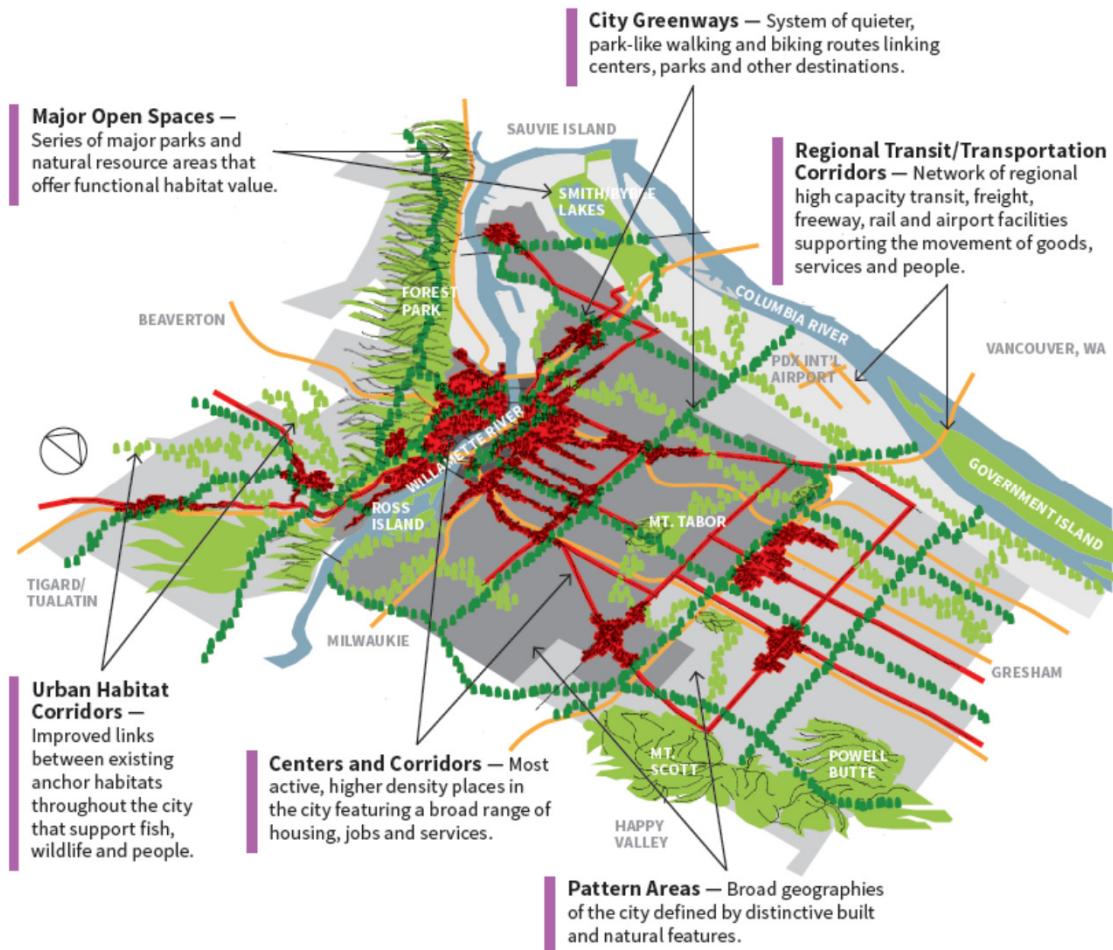 City Greenways — System of quieter,
park-like walking and biking routes linking
centers, parks and other destinations.
Major Open Spaces —
Series of major parks and
natural resource areas that
offer functional habitat value.
SAUVIE ISLAND
Regional Transit/Transportation
Corridors — Network of regional
high capacity transit, freight,
freeway, rail and airport facilities
supporting the movement of goods,
services and people.
SMITH/BYBEE
LAKES
FOREST
PARK
BEAVERTON
COLUMBIA RIVER
VANCOUVER, WA
PDX INT'L
AIRPORT
WILLAMETTE RIVER
GOVERNMENT ISLAND
ROSS
ISLAND
MT. TABOR
TIGARD/
TUALATIN
MILWAUKIE
GRESHAM
Urban Habitat
Corridors —
Improved links
between existing
anchor habitats
throughout the city
that support fish,
wildlife and people.
Centers and Corridors — Most
active, higher density places in
the city featuring a broad range of
housing, jobs and services.
MT.
SCOTT
POWELL
BUTTE
HAPPY
VALLEY
Pattern Areas — Broad geographies
of the city defined by distinctive built
and natural features.